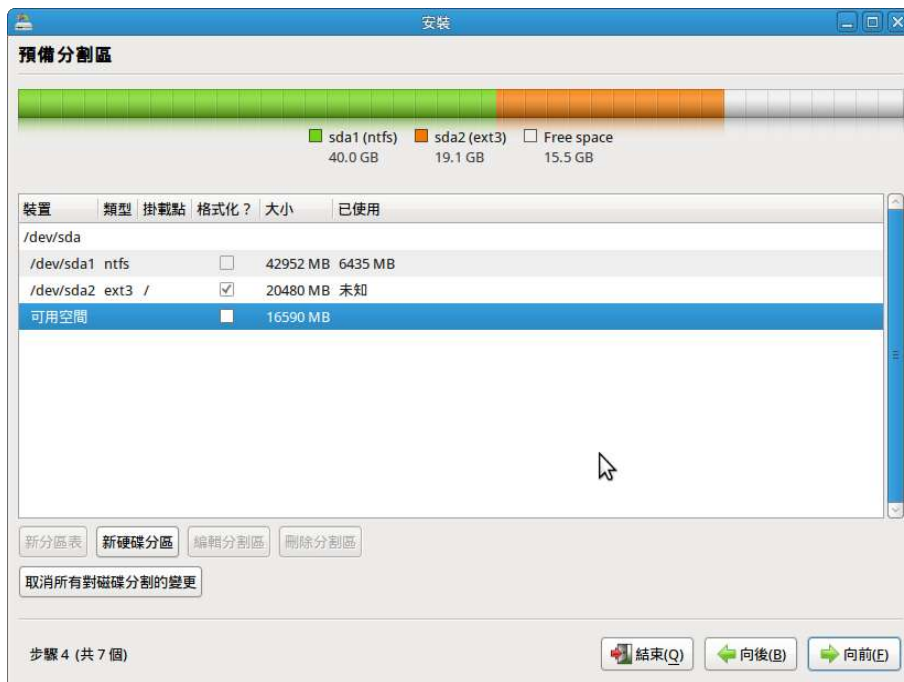 安裝
預備分割區
sda1 (ntfs) sda2 (ext3) Free space
40.0 GB 19.1 GB 15.5 GB
裝置 類型 掛載點 格式化？ 大小 已使用
/dev/sda
/dev/sda1 ntfs 42952 MB 6435 MB
/dev/sda2 ext3 / 20480 MB 未知
可用空間 16590 MB
新分區表 新硬碟分區 編輯分割區 刪除分割區
取消所有對磁碟分割的變更
步驟 4 (共 7 個) 結束(Q) 向後(B) 向前(F)